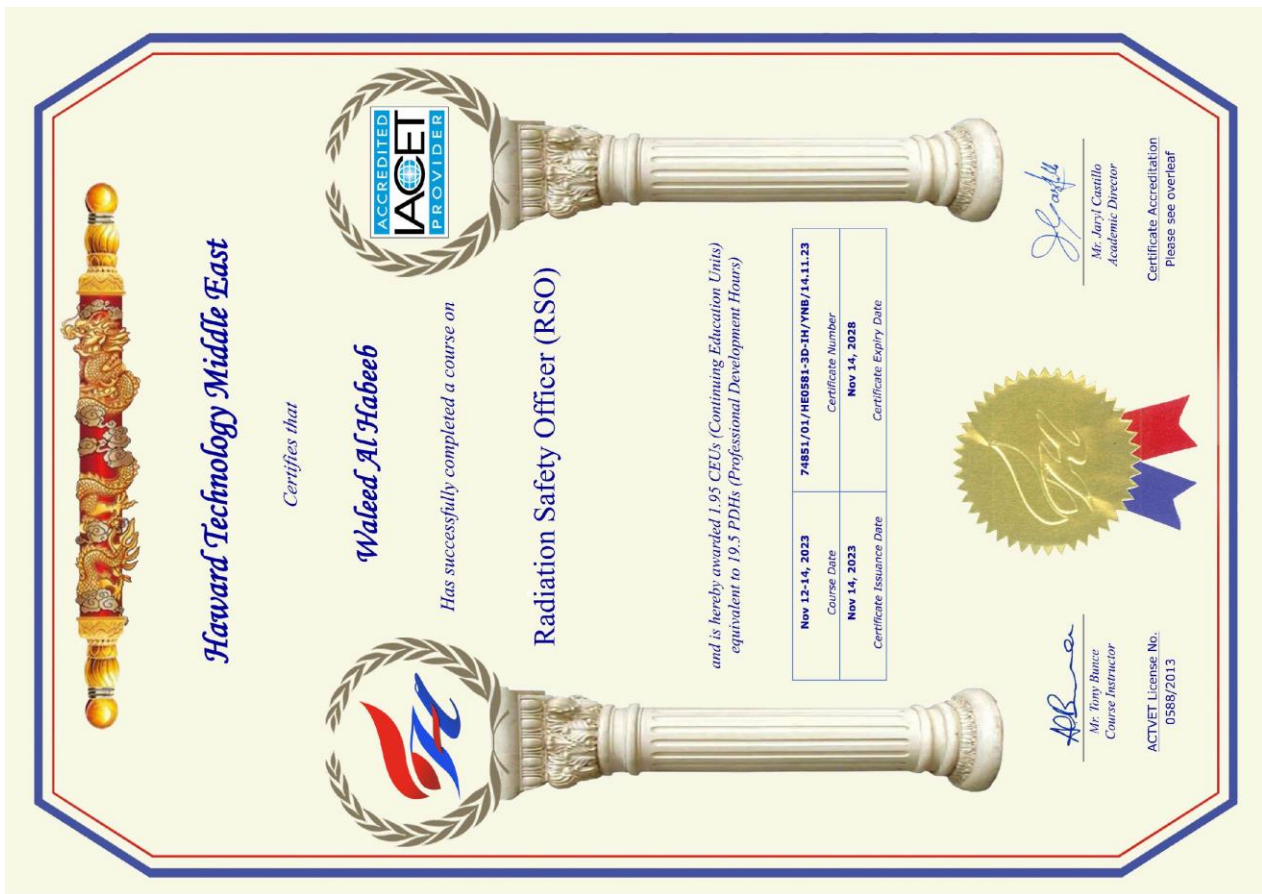 Haward Technology Middle East
Certifies that
ACCREDITED
IACET
PROVIDER
Waleed Al Habeeb
Has successfully completed a course on
Radiation Safety Officer (RSO)
and is hereby awarded 1.95 CEUs (Continuing Education Units)
equivalent to 19.5 PDHs (Professional Development Hours)
Nov 12-14, 2023 74851/01/HE0581-3D-IH/YNB/14.11.23
Course Date Certificate Number
Nov 14, 2023 Nov 14, 2028
Certificate Issuance Date Certificate Expiry Date
Mr. Tony Bunce Mr. Jaryl Castillo
Course Instructor Academic Director
ACTVET License No. Certificate Accreditation
0588/2013 Please see overleaf